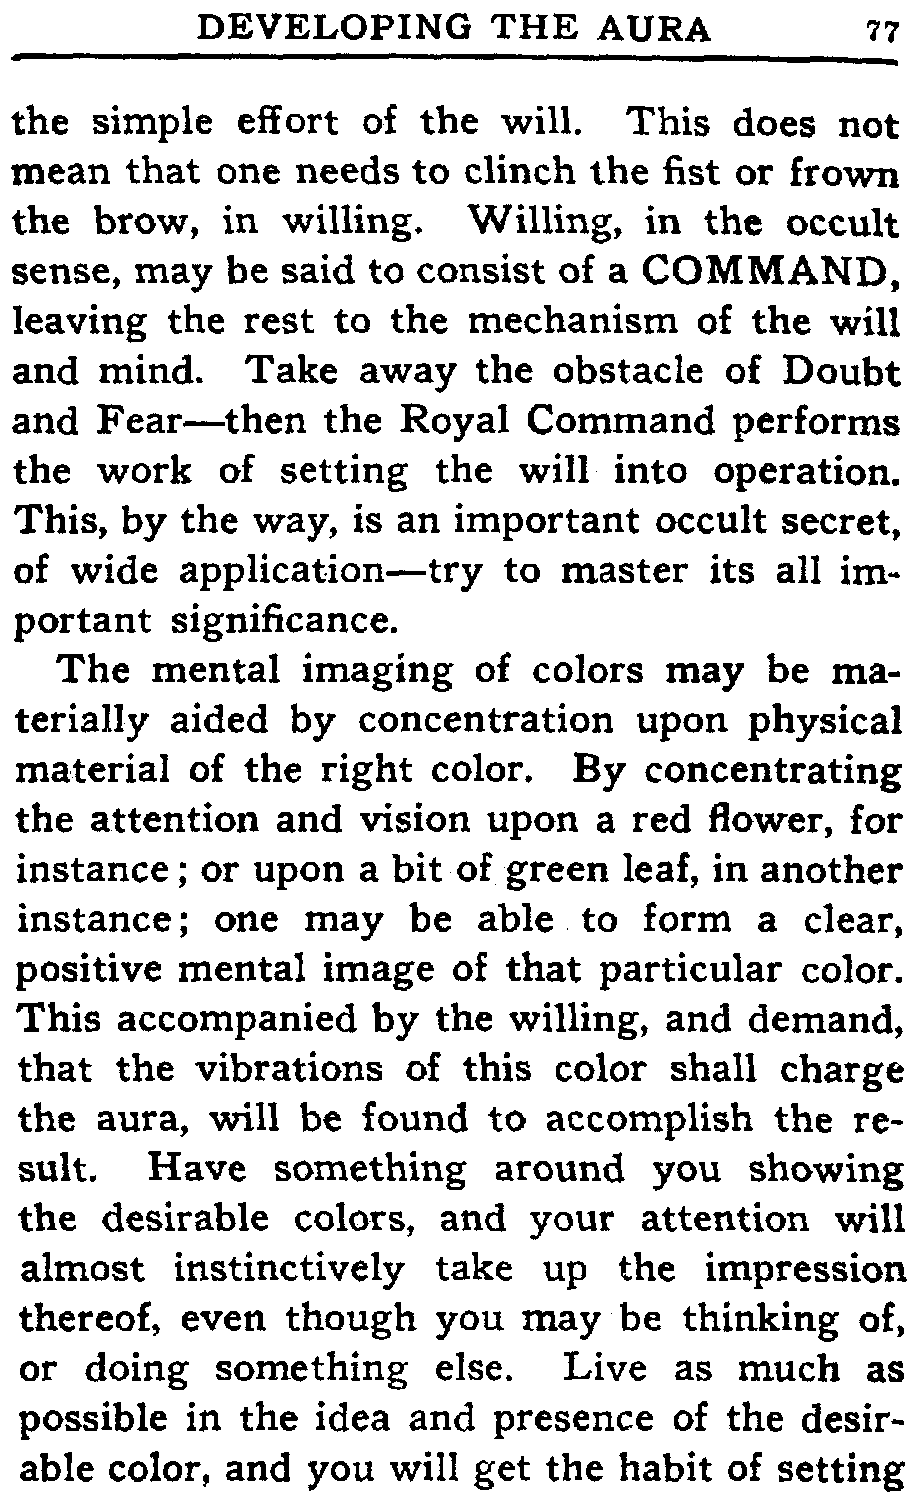 DEVELOPING THE AURA 77
the simple effort of the will. This does not
mean that one needs to clinch the fist or frown
the brow, in willing. Willing, in the occult
sense, may be said to consist of a COMMAND,
leaving the rest to the mechanism of the will
and mind. Take away the obstacle of Doubt
and Fear—then the Royal Command performs
the work of setting the will into operation.
This, by the way, is an important occult secret,
of wide application—try to master its all im-
portant significance.
The mental imaging of colors may be ma-
terially aided by concentration upon physical
material of the right color. By concentrating
the attention and vision upon a red flower, for
instance; or upon a bit of green leaf, in another
instance; one may be able to form a clear,
positive mental image of that particular color.
This accompanied by the willing, and demand,
that the vibrations of this color shall charge
the aura, will be found to accomplish the re-
sult. Have something around you showing
the desirable colors, and your attention will
almost instinctively take up the impression
thereof, even though you may be thinking of,
or doing something else. Live as much as
possible in the idea and presence of the desir-
able color, and you will get the habit of setting